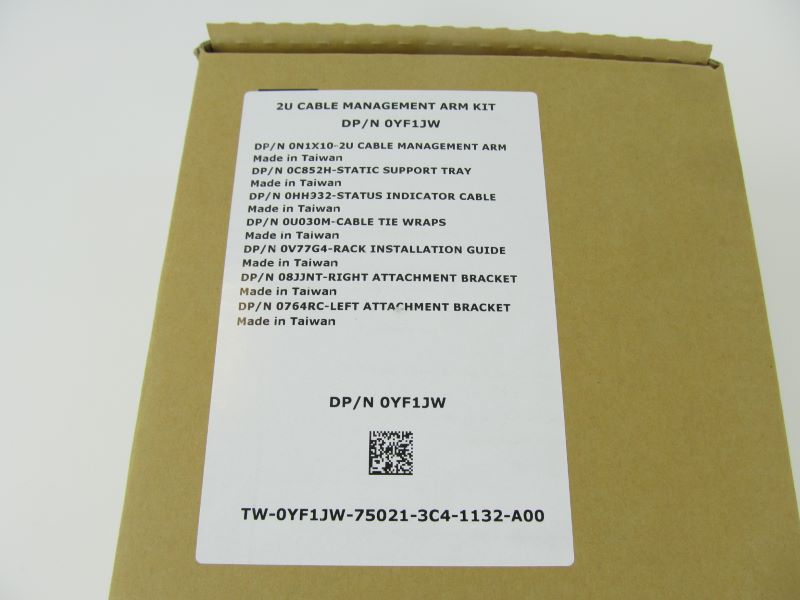 2U CABLE MANAGEMENT ARM KIT
DP/N 0YF1JW
DP/N 0N1X10-2U CABLE MANAGEMENT ARM
Made in Taiwan
DP/N 0C852H-STATIC SUPPORT TRAY
Made in Taiwan
DP/N 0HH932-STATUS INDICATOR CABLE
Made in Taiwan
DP/N 0U030M-CABLE TIE WRAPS
Made in Taiwan
DP/N 0V77G4-RACK INSTALLATION GUIDE
Made in Taiwan
DP/N 08JJNT-RIGHT ATTACHMENT BRACKET
Made in Taiwan
DP/N 0764RC-LEFT ATTACHMENT BRACKET
Made in Taiwan
DP/N 0YF1JW
TW-0YF1JW-75021-3C4-1132-A00